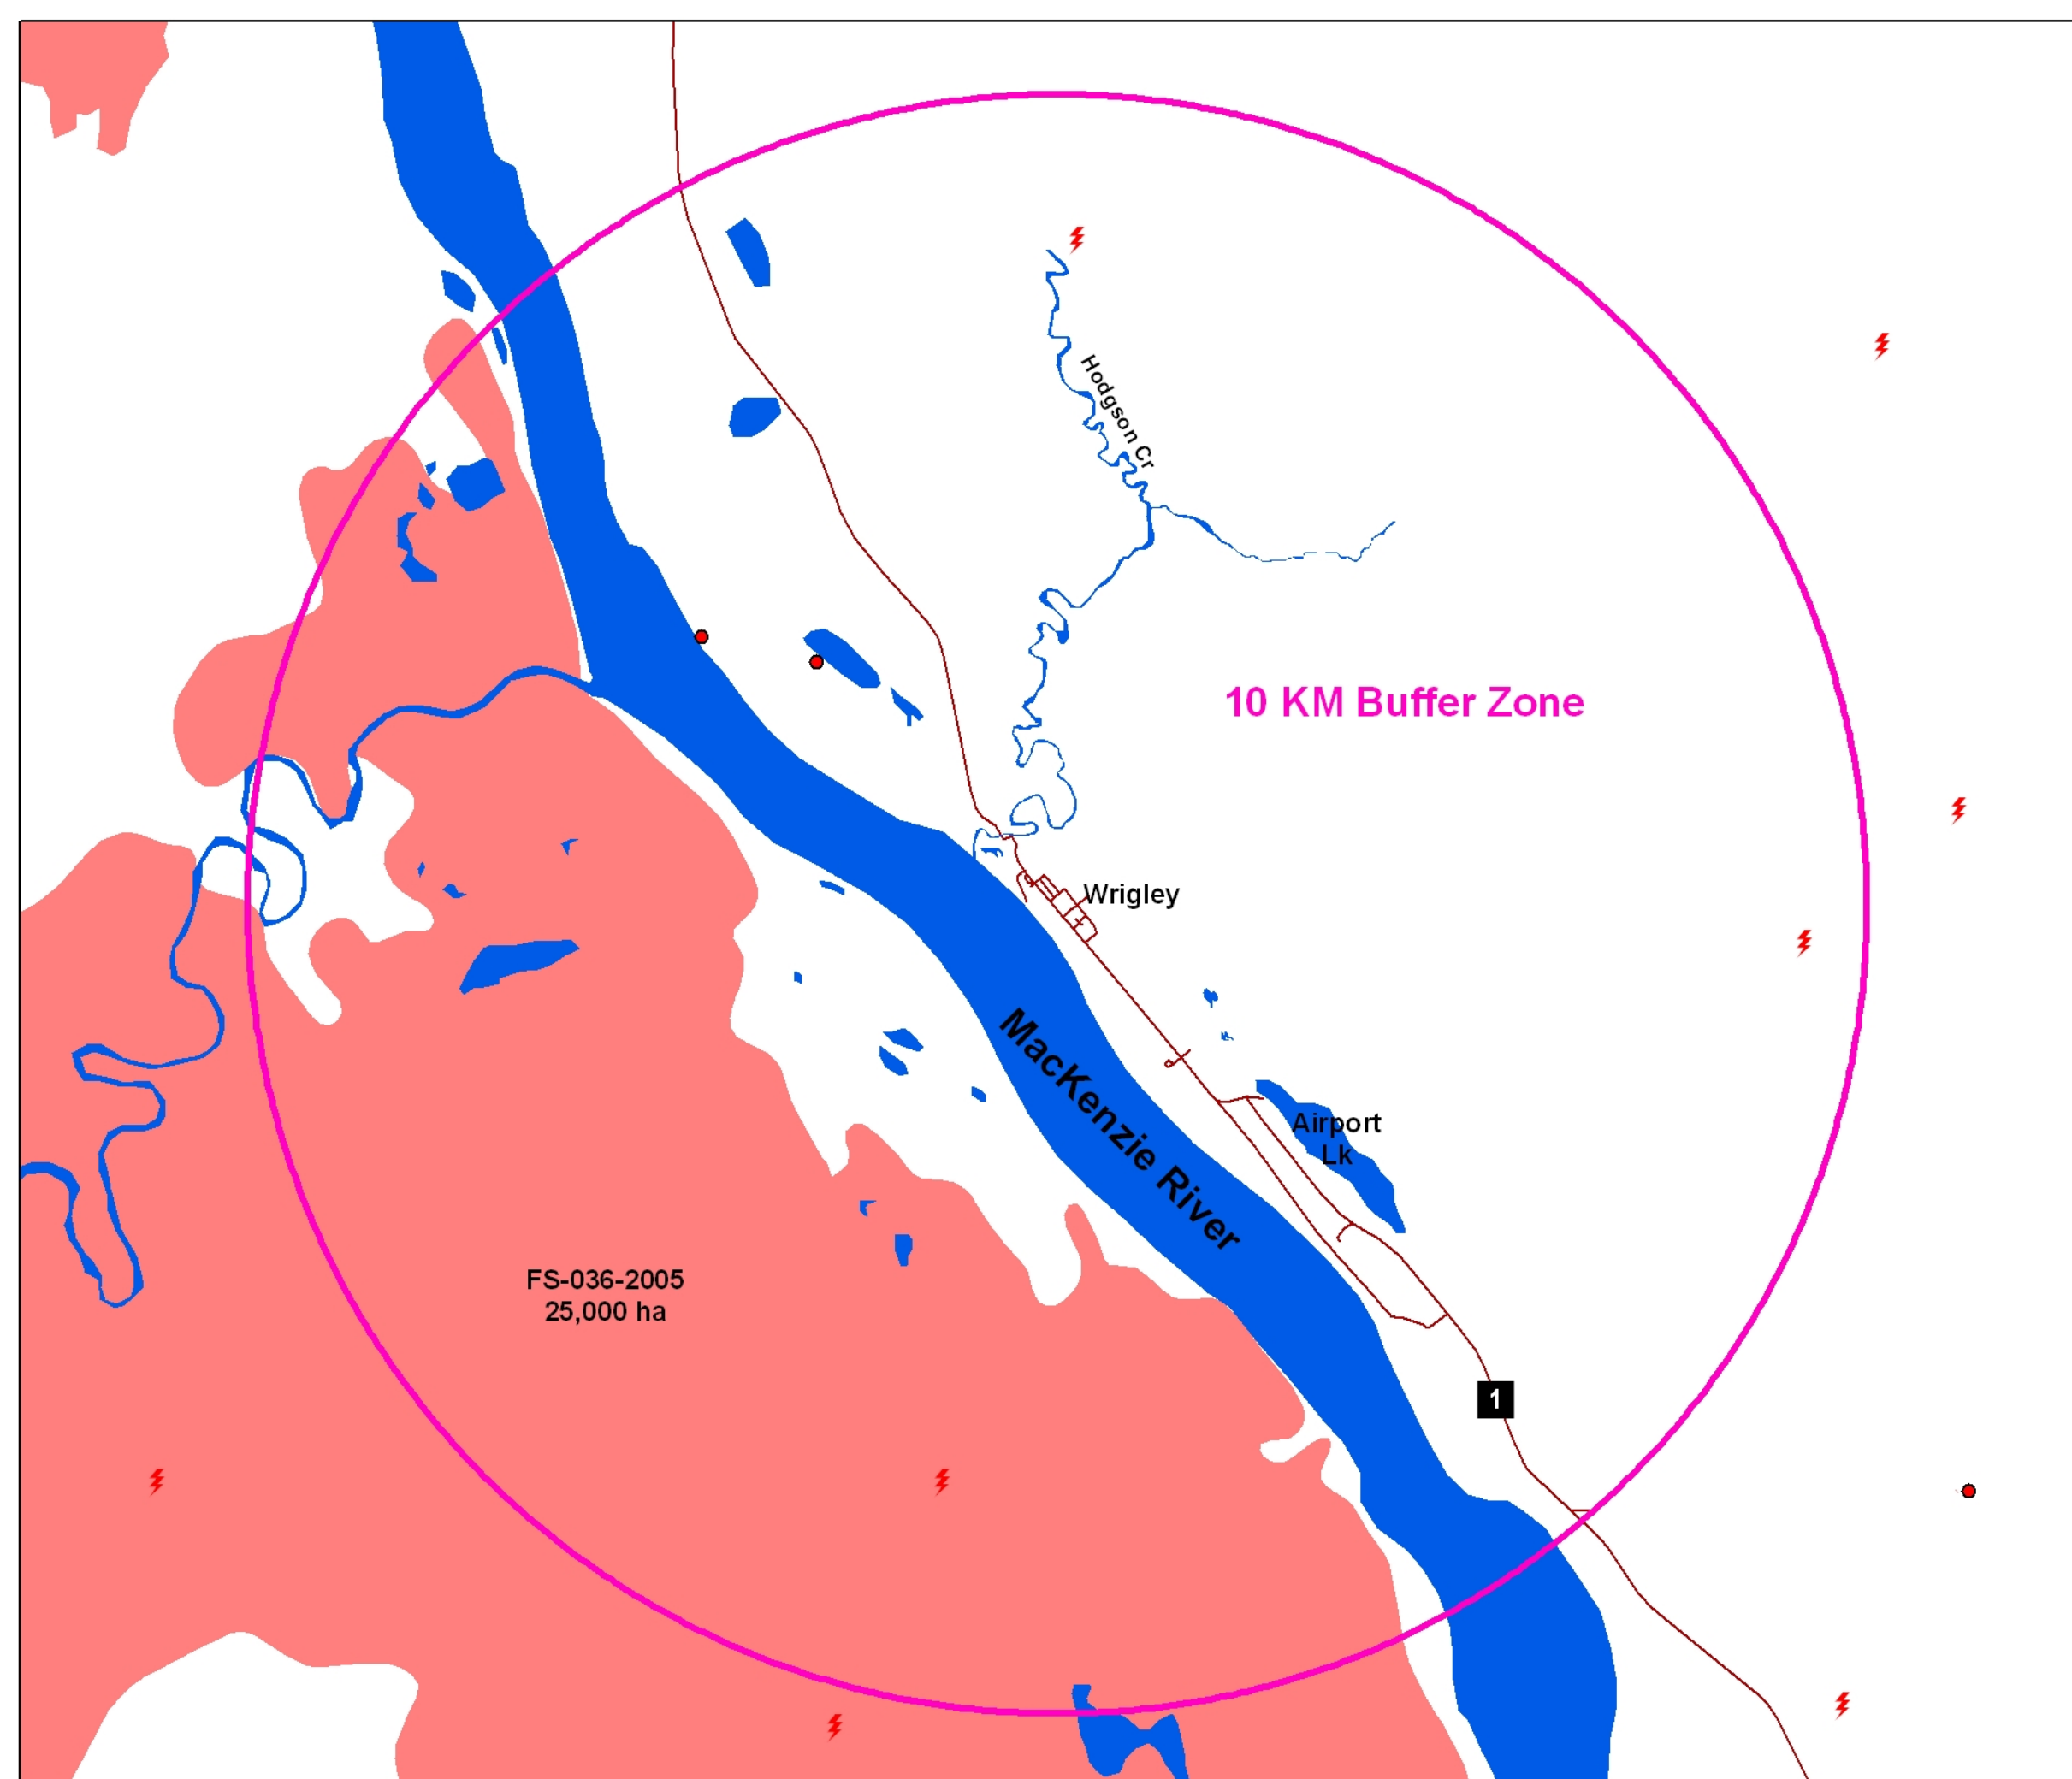 Hodgson Cr
10 KM Buffer Zone
Wrigley
MacKenzie River
Airport
Lk
FS-036-2005
25,000 ha
1